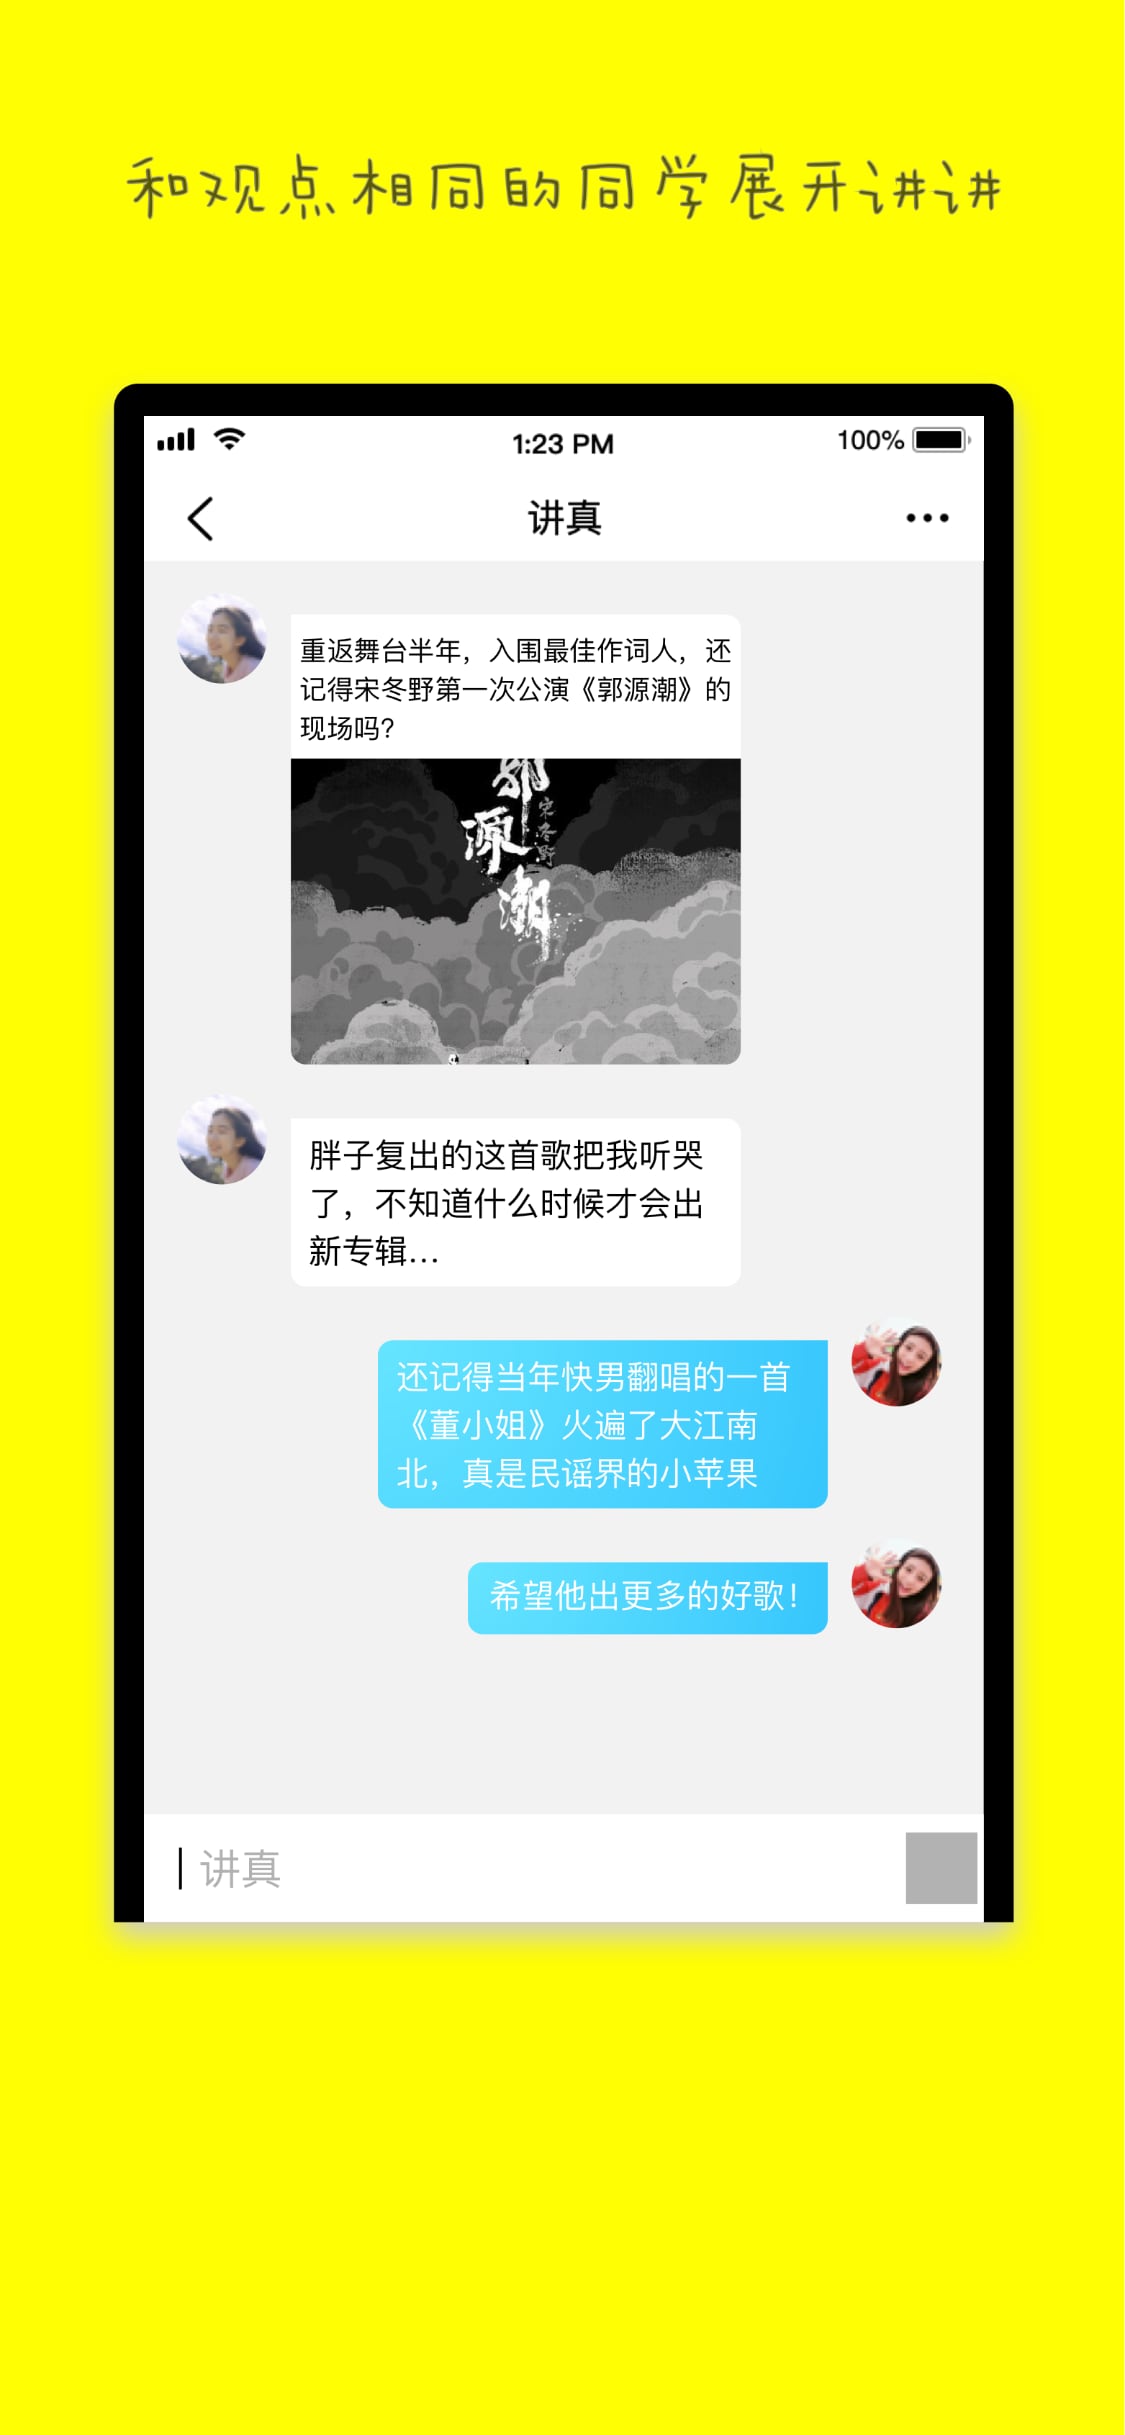 和观点相同的同学展开讲讲
1:23 PM
100%
讲真
重返舞台半年，入围最佳作词人，还
记得宋冬野第一次公演《郭源潮》的
现场吗？
郭
源
潮
宋冬野
胖子复出的这首歌把我听哭
了，不知道什么时候才会出
新专辑...
还记得当年快男翻唱的一首
《董小姐》火遍了大江南
北，真是民谣界的小苹果
希望他出更多的好歌！
讲真